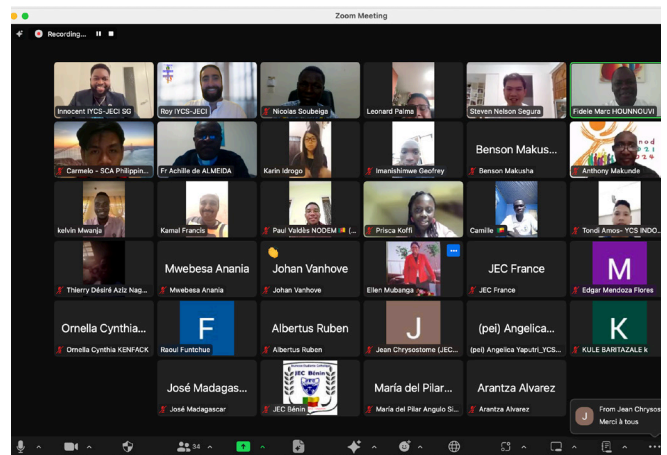 Zoom Meeting
Recording...
Innocent IYCS-JECI SG
Roy IYCS-JECI
Nicolas Soubeiga
Leonard Palma
Steven Nelson Segura
Fidele Marc HOUNNOUVI
Carmelo - SCA Philippin...
Fr Achille de ALMEIDA
Karin Idrogo
Imanishimwe Geofrey
Benson Makus...
Benson Makusha
Anthony Makunde
kelvin Mwanja
Kamal Francis
Paul Valdès NODEM (...
Prisca Koffi
Camille
Tondi Amos- YCS INDO...
Thierry Désiré Aziz Nag...
Mwebesa Anania
Mwebesa Anania
Johan Vanhove
Johan Vanhove
Ellen Mubanga
JEC France
JEC France
M
Edgar Mendoza Flores
Ornella Cynthia...
Ornella Cynthia KENFACK
F
Raoul Funtchue
Albertus Ruben
Albertus Ruben
J
Jean Chrysostome (JEC...
(pei) Angelica...
(pei) Angelica Yaputri_YCS...
K
KULE BARITAZALE k
José Madagas...
José Madagascar
JEC Bénin
JEC Bénin
María del Pilar...
María del Pilar Angulo Si...
Arantza Alvarez
Arantza Alvarez
J
From Jean Chrysos
Merci à tous
34